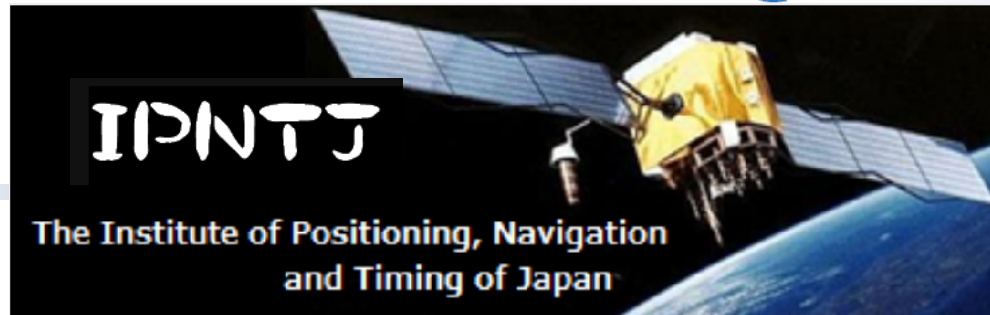 IPNTJ
The Institute of Positioning, Navigation
and Timing of Japan